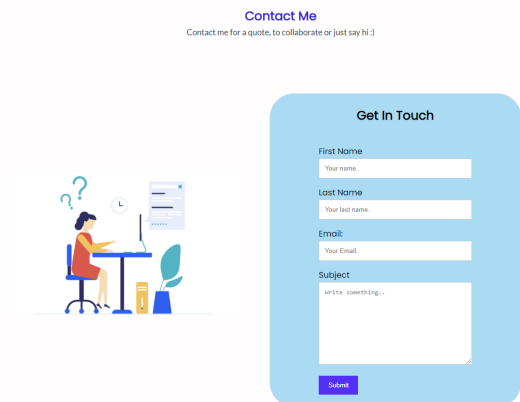 Contact Me
Contact me for a quote, to collaborate or just say hi :)
Get In Touch
First Name
Your name..
Last Name
Your last name..
Email:
Your Email.
Subject
Write something..
Submit